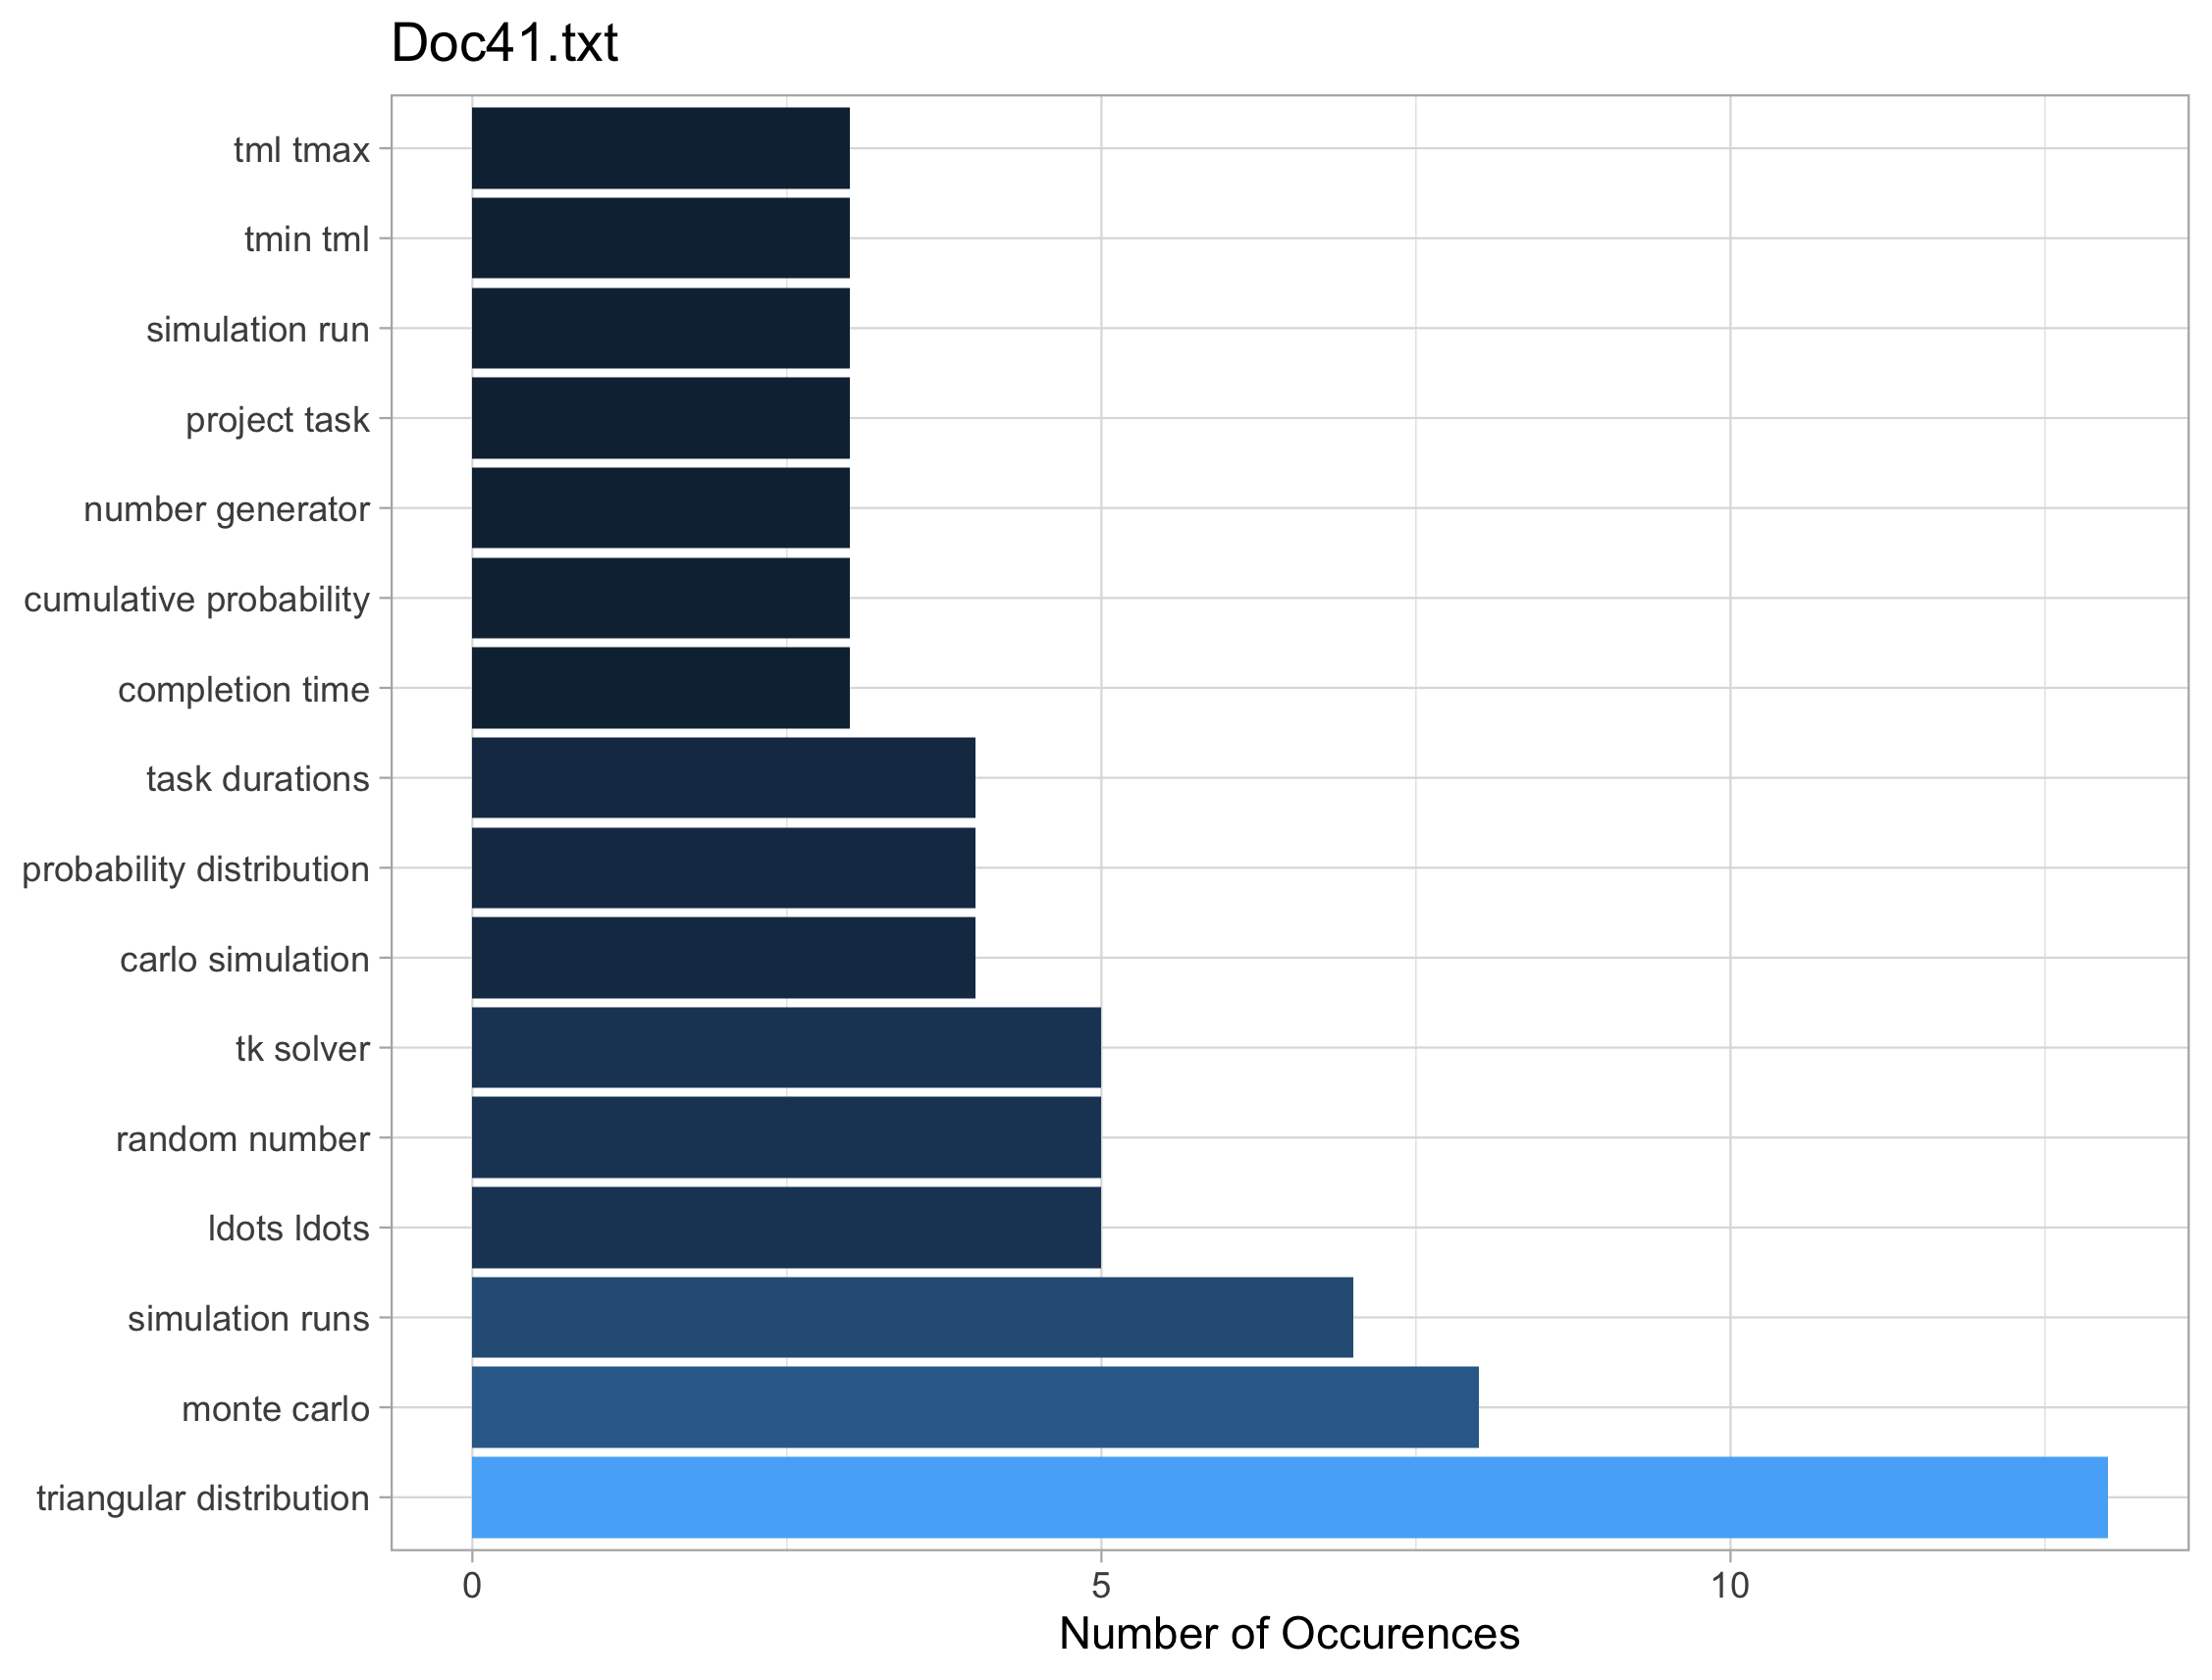 Doc41.txt
tml tmax
tmin tml
simulation run
project task
number generator
cumulative probability
completion time
task durations
probability distribution
carlo simulation
tk solver
random number
ldots ldots
simulation runs
monte carlo
triangular distribution
0 5 10
Number of Occurences